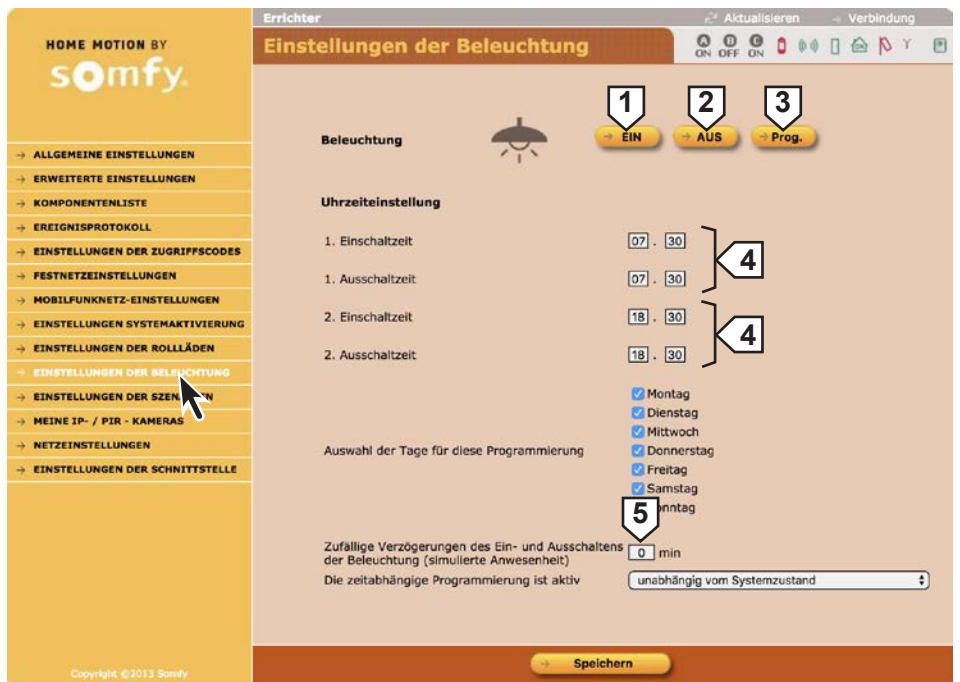 Errichter
Aktualisieren
Verbindung
HOME MOTION BY
somfy.
Einstellungen der Beleuchtung
A B C
ON OFF ON
1 2 3
Beleuchtung
EIN
AUS
Prog.
ALLGEMEINE EINSTELLUNGEN
ERWEITERTE EINSTELLUNGEN
KOMPONENTENLISTE
EREIGNISPROTOKOLL
EINSTELLUNGEN DER ZUGRIFFSCODES
FESTNETZEINSTELLUNGEN
MOBILFUNKNETZ-EINSTELLUNGEN
EINSTELLUNGEN SYSTEMAKTIVIERUNG
EINSTELLUNGEN DER ROLLLÄDEN
EINSTELLUNGEN DER BELEUCHTUNG
EINSTELLUNGEN DER
MEINE IP- / PIR - KAMERAS
NETZEINSTELLUNGEN
EINSTELLUNGEN DER SCHNITTSTELLE
Uhrzeiteinstellung
1. Einschaltzeit 07 . 30
1. Ausschaltzeit 07 . 30
4
2. Einschaltzeit 18 . 30
2. Ausschaltzeit 18 . 30
4
Auswahl der Tage für diese Programmierung
Montag
Dienstag
Mittwoch
Donnerstag
Freitag
Samstag
5
Zufällige Verzögerungen des Ein- und Ausschaltens
der Beleuchtung (simulierte Anwesenheit)
0 min
Die zeitabhängige Programmierung ist aktiv
unabhängig vom Systemzustand
Speichern
Copyright ©2013 Somfy